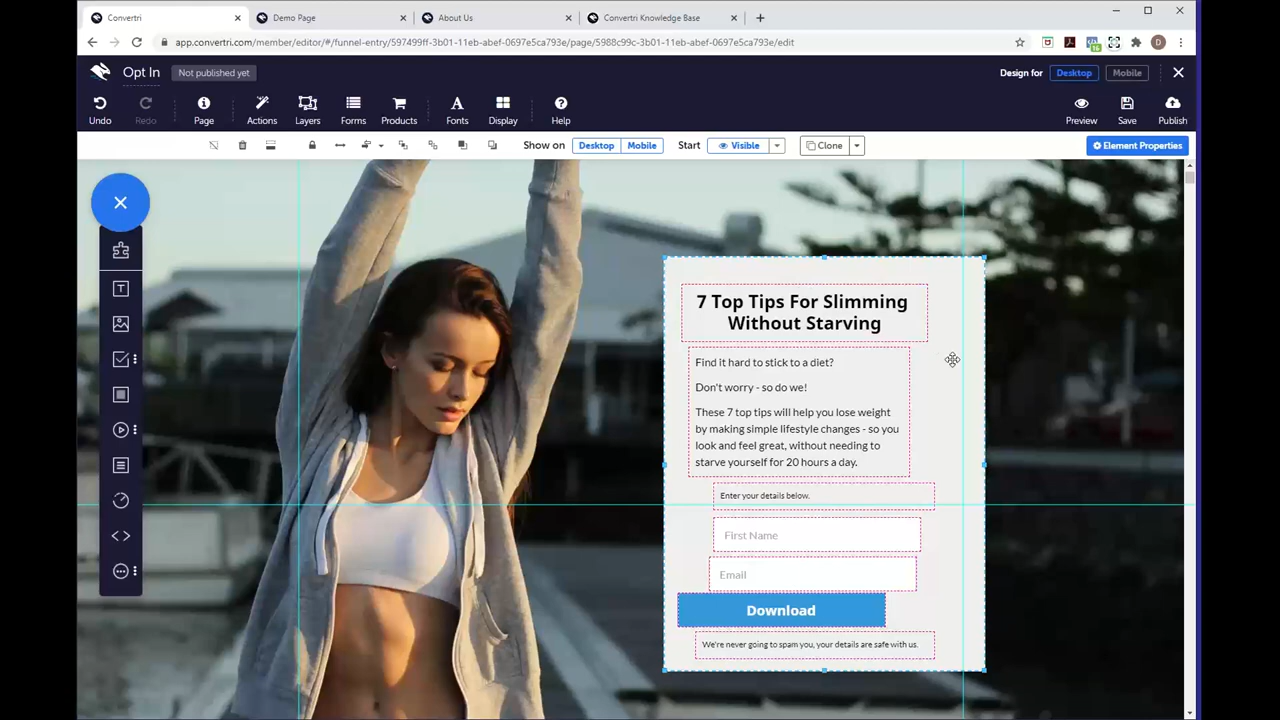 Convertri
Demo Page
About Us
Convertri Knowledge Base
app.convertri.com/member/editor/#/funnel-entry/597499ff-3b01-11eb-abef-0697e5ca793e/page/5988c99c-3b01-11eb-abef-0697e5ca793e/edit
16
D
Opt In
Not published yet
Design for
Desktop
Mobile
Undo
Redo
Page
Actions
Layers
Forms
Products
Fonts
Display
Help
Preview
Save
Publish
Show on
Desktop
Mobile
Start
Visible
Clone
Element Properties
7 Top Tips For Slimming
Without Starving
Find it hard to stick to a diet?
Don't worry - so do we!
These 7 top tips will help you lose weight
by making simple lifestyle changes - so you
look and feel great, without needing to
starve yourself for 20 hours a day.
Enter your details below.
First Name
Email
Download
We're never going to spam you, your details are safe with us.